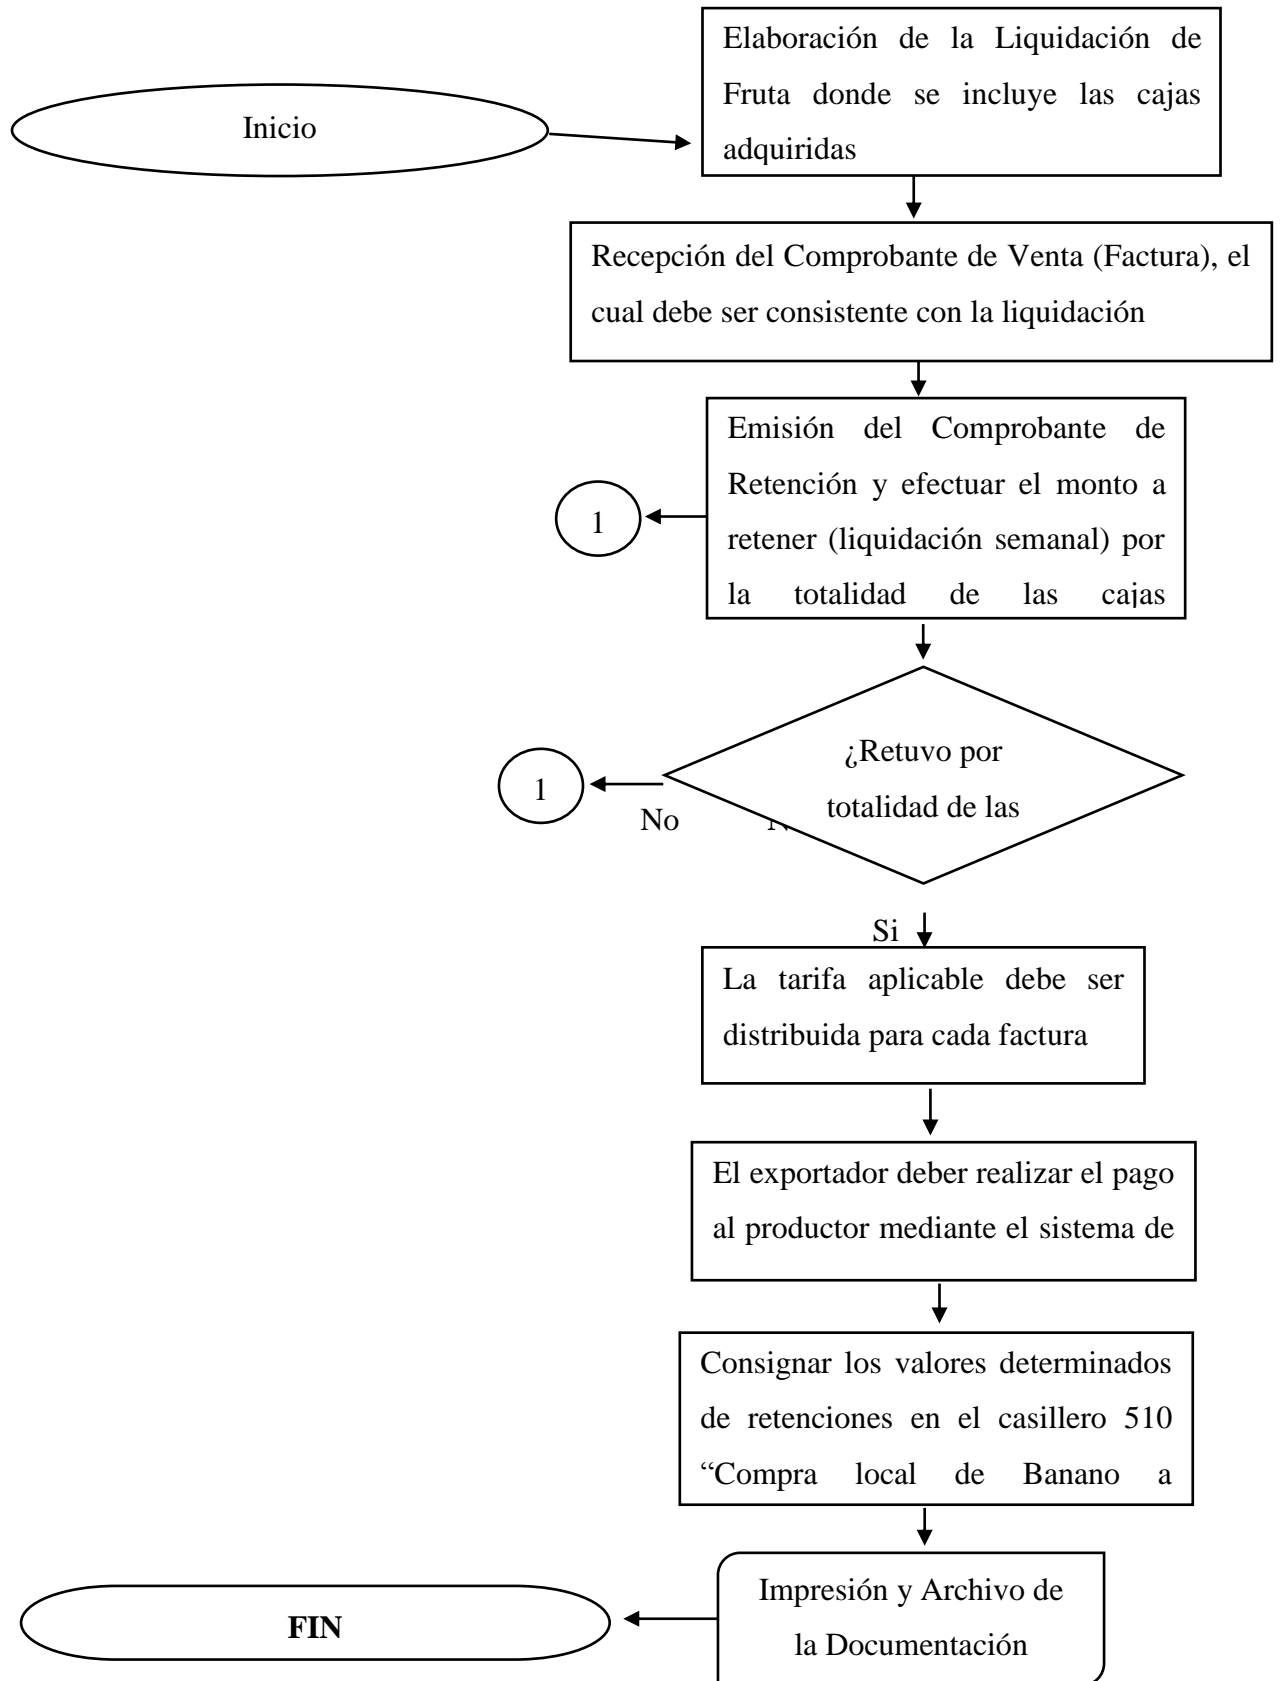 Inicio
Elaboración de la Liquidación de
Fruta donde se incluye las cajas
adquiridas
Recepción del Comprobante de Venta (Factura), el
cual debe ser consistente con la liquidación
Emisión del Comprobante de
Retención y efectuar el monto a
retener (liquidación semanal) por
la totalidad de las cajas
1
¿Retuvo por
totalidad de las
1
No
Si
La tarifa aplicable debe ser
distribuida para cada factura
El exportador deber realizar el pago
al productor mediante el sistema de
Consignar los valores determinados
de retenciones en el casillero 510
“Compra local de Banano a
Impresión y Archivo de
la Documentación
FIN